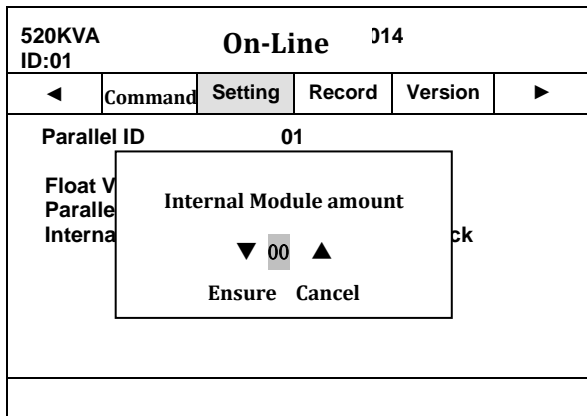 520KVA On-Line 014
ID:01
◄ Command Setting Record Version ►
Parallel ID 01
Float V
Paralle
Interna ck
Internal Module amount
▼ 00 ▲
Ensure Cancel